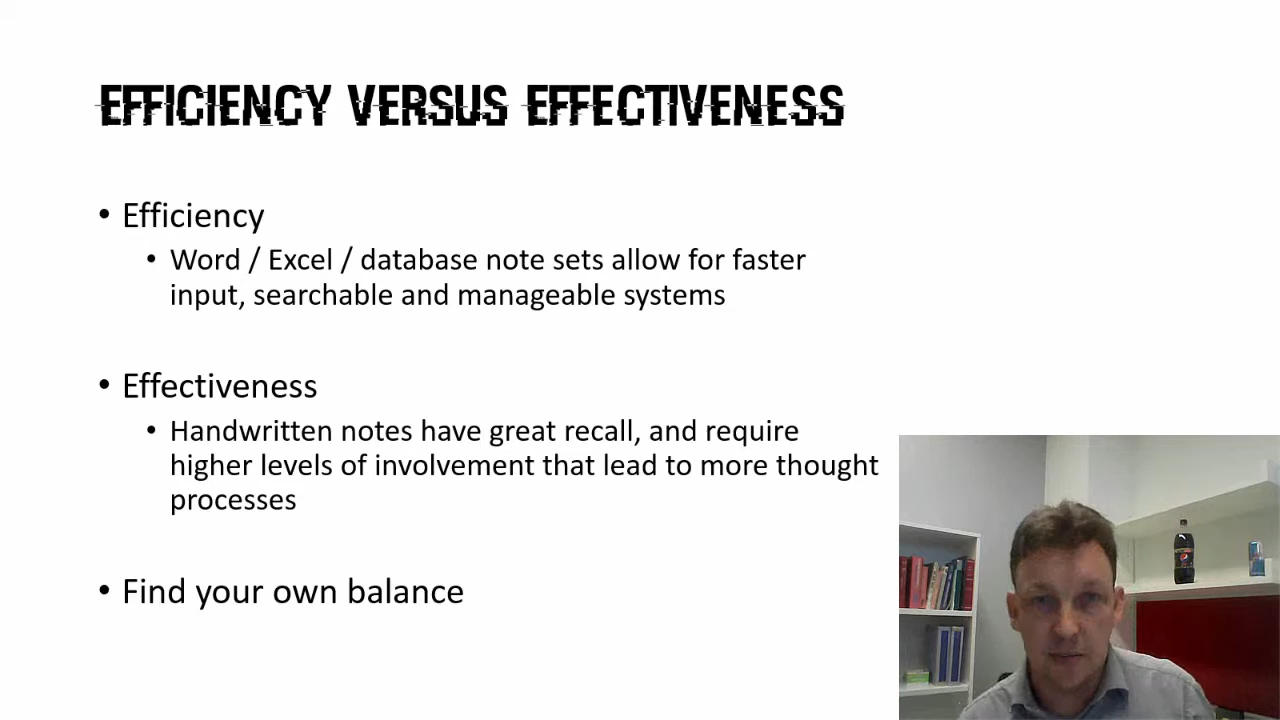 EFFICIENCY VERSUS EFFECTIVENESS
• Efficiency
• Word / Excel / database note sets allow for faster
input, searchable and manageable systems
• Effectiveness
• Handwritten notes have great recall, and require
higher levels of involvement that lead to more thought
processes
• Find your own balance